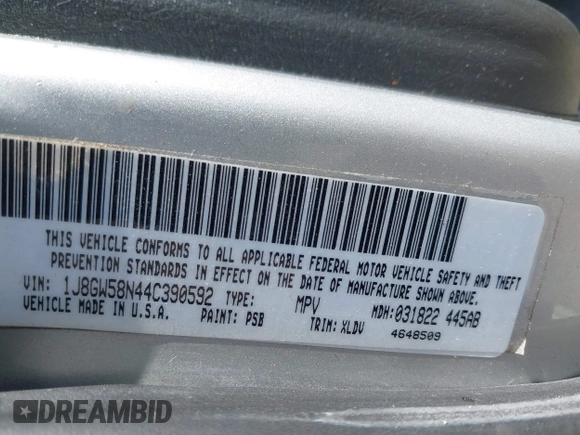 THIS VEHICLE CONFORMS TO ALL APPLICABLE FEDERAL MOTOR VEHICLE SAFETY AND THEFT
PREVENTION STANDARDS IN EFFECT ON THE DATE OF MANUFACTURE SHOWN ABOVE.
VIN: 1J8GW58N44C390592 TYPE: MPV MDH:031822 445AB
VEHICLE MADE IN U.S.A. PAINT: PSB TRIM: XLDV 4648509
DREAMBID